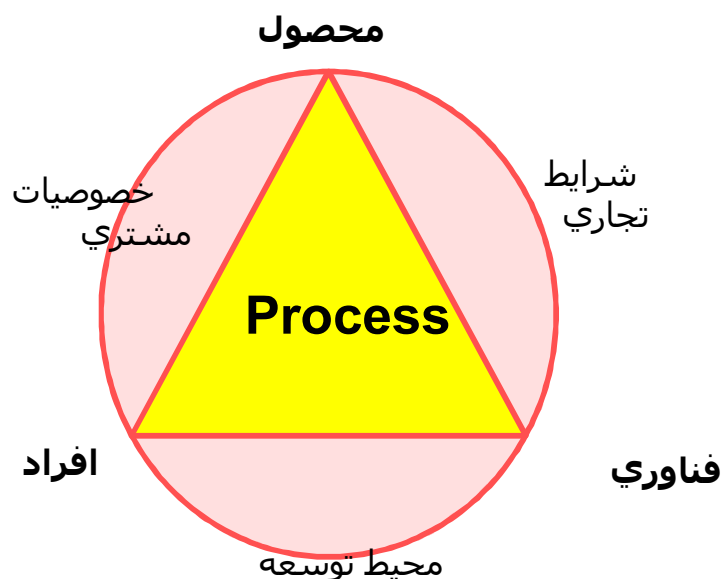 محصول
شرايط
تجاري
خصوصيات
مشتري
Process
افراد
فناوري
محيط توسعه